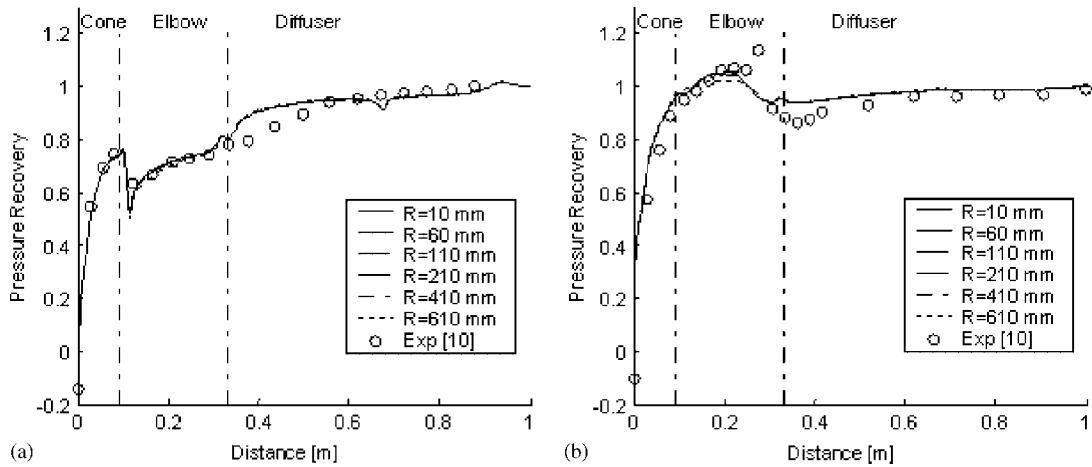 Cone Elbow Diffuser
1.2
1
0.8
0.6
0.4
0.2
0
-0.2
Pressure Recovery
R=10 mm
R=60 mm
R=110 mm
R=210 mm
R=410 mm
R=610 mm
Exp [10]
0 0.2 0.4 0.6 0.8 1
(a) Distance [m]
Cone Elbow Diffuser
1.2
1
0.8
0.6
0.4
0.2
0
-0.2
Pressure Recovery
R=10 mm
R=60 mm
R=110 mm
R=210 mm
R=410 mm
R=610 mm
Exp [10]
0 0.2 0.4 0.6 0.8 1
(b) Distance [m]